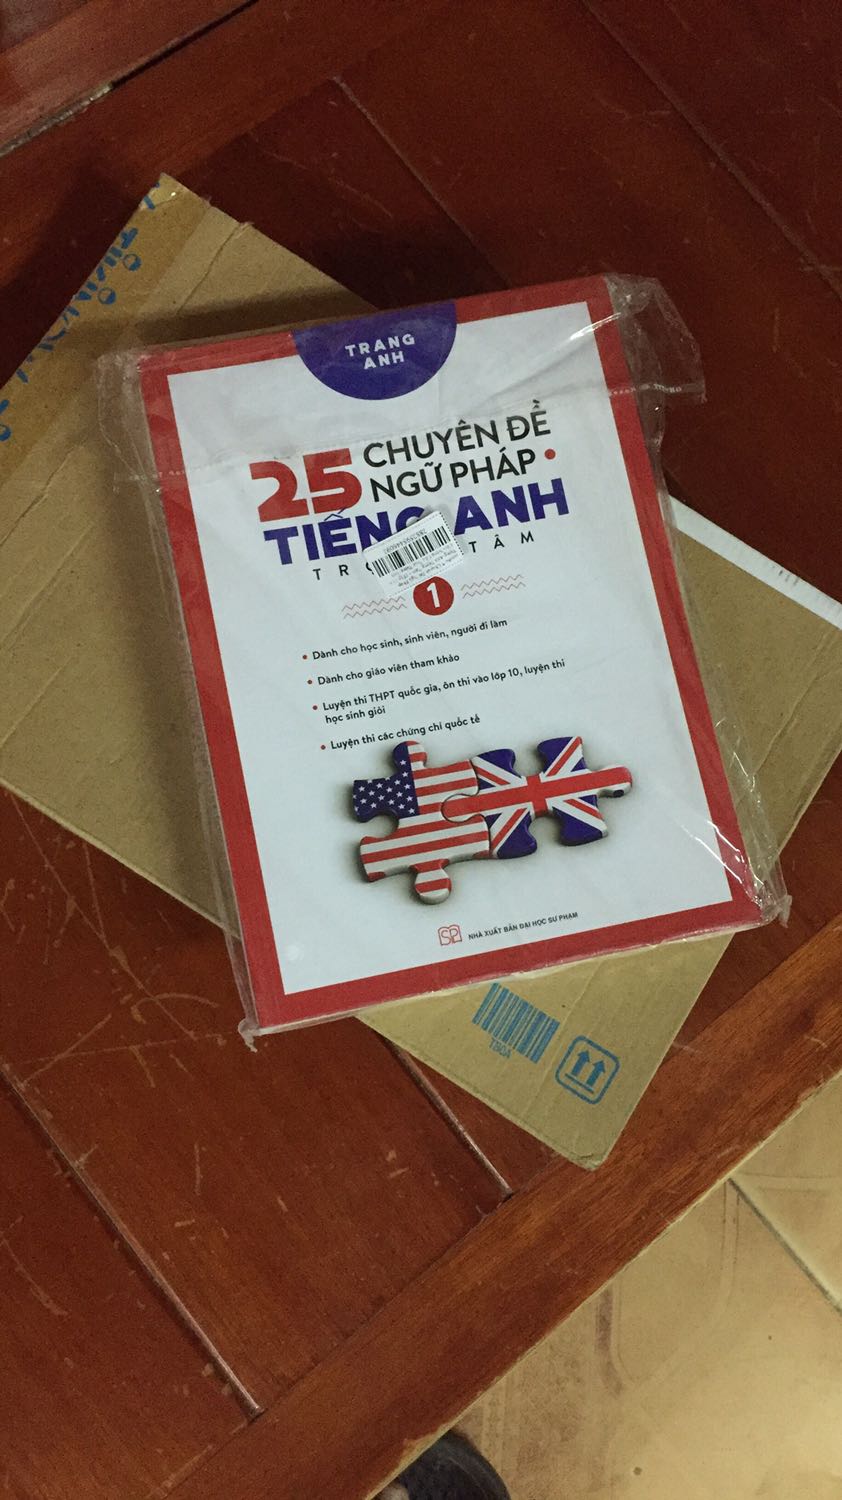 TRANG
ANH
25 CHUYÊN ĐỀ
NGỮ PHÁP
TIẾNG ANH
TÂM
1
Dành cho học sinh, sinh viên, người đi làm
Dành cho giáo viên tham khảo
Luyện thi THPT quốc gia, ôn thi vào lớp 10, luyện thi
học sinh giỏi
Luyện thi các chứng chỉ quốc tế
SP
NHÀ XUẤT BẢN ĐẠI HỌC SƯ PHẠM